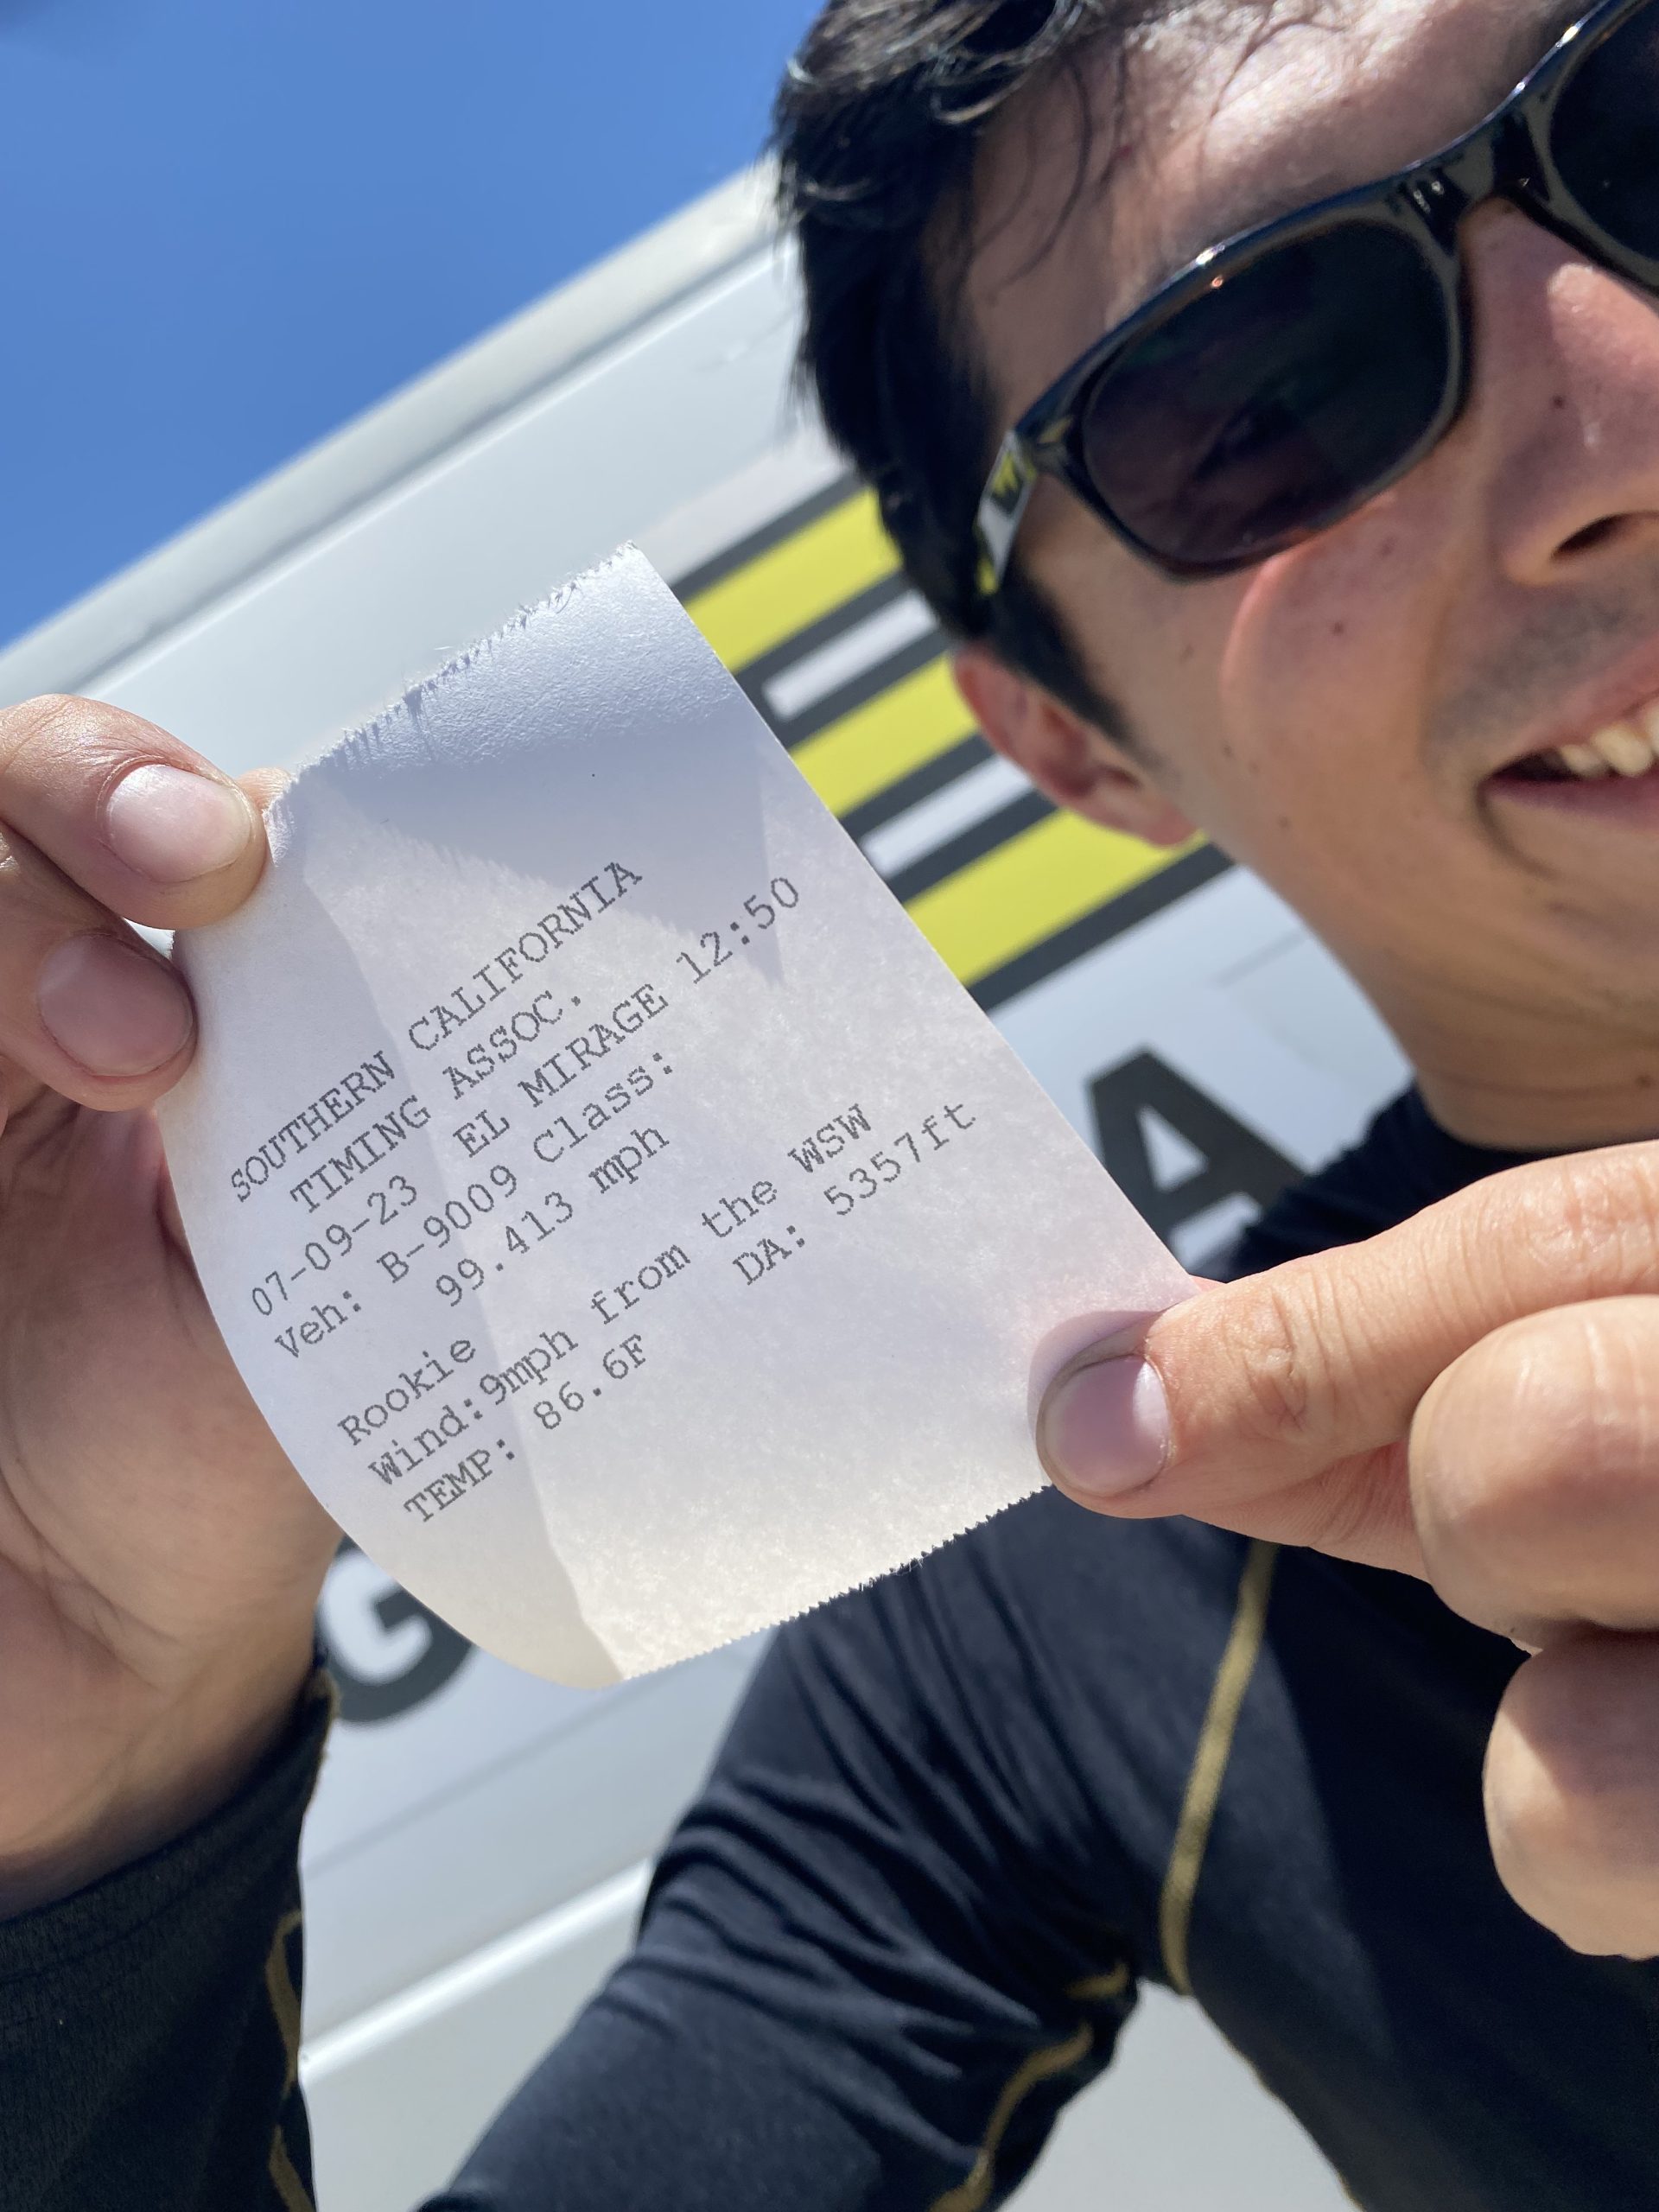 SOUTHERN CALIFORNIA
TIMING ASSOC.
07-09-23 EL MIRAGE 12:50
Veh: B-9009 Class:
99.413 mph
Rookie
Wind:9mph from the WSW
TEMP: 86.6F DA: 5357ft
A
G